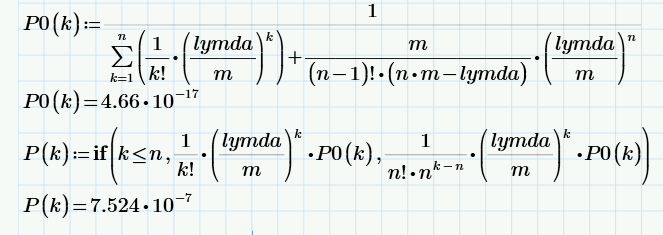 P0(k):=1/(∑_{k=1}^{n}(1/k!•(lymda/m)^k)+m/((n−1)!•(n•m−lymda))•(lymda/m)^n)
P0(k)=4.66•10^−17
P(k):=if(k≤n,1/k!•(lymda/m)^k•P0(k),1/(n!•n^{k−n})•(lymda/m)^k•P0(k))
P(k)=7.524•10^−7